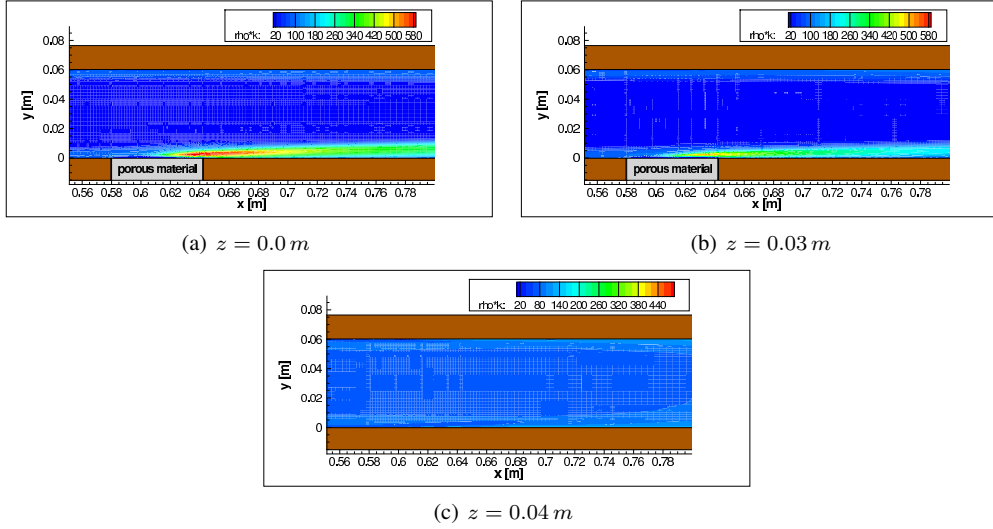 rho*k: 20 100 180 260 340 420 500 580
0.08
0.06
0.04
0.02
0
y [m]
porous material
0.56 0.58 0.6 0.62 0.64 0.66 0.68 0.7 0.72 0.74 0.76 0.78
x [m]
(a) z = 0.0 m
rho*k: 20 100 180 260 340 420 500 580
0.08
0.06
0.04
0.02
0
y [m]
porous material
0.56 0.58 0.6 0.62 0.64 0.66 0.68 0.7 0.72 0.74 0.76 0.78
x [m]
(b) z = 0.03 m
rho*k: 20 80 140 200 260 320 380 440
0.08
0.06
0.04
0.02
0
y [m]
0.56 0.58 0.6 0.62 0.64 0.66 0.68 0.7 0.72 0.74 0.76 0.78
x [m]
(c) z = 0.04 m